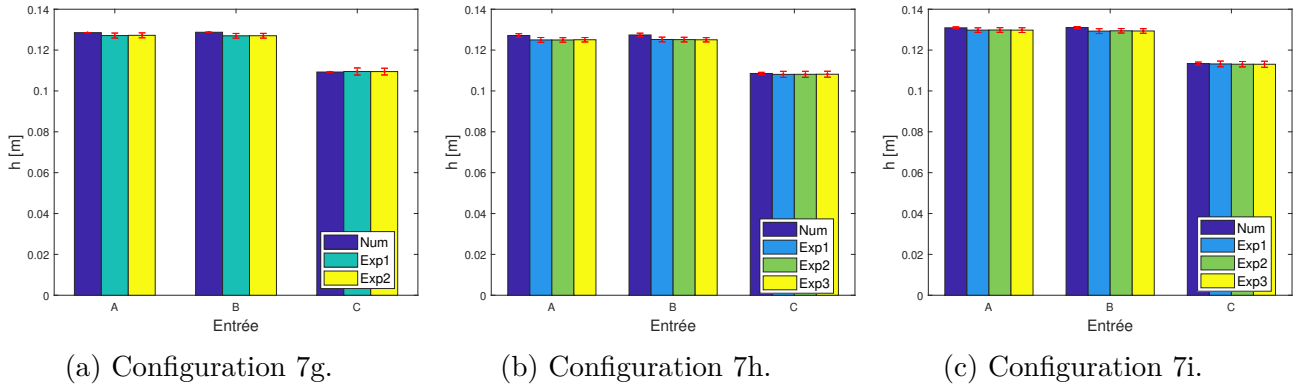 0.14
0.12
0.1
0.08
0.06
0.04
0.02
0
h [m]
A
B
C
Entrée
Num
Exp1
Exp2
(a) Configuration 7g.
0.14
0.12
0.1
0.08
0.06
0.04
0.02
0
h [m]
A
B
C
Entrée
Num
Exp1
Exp2
Exp3
(b) Configuration 7h.
0.14
0.12
0.1
0.08
0.06
0.04
0.02
0
h [m]
A
B
C
Entrée
Num
Exp1
Exp2
Exp3
(c) Configuration 7i.